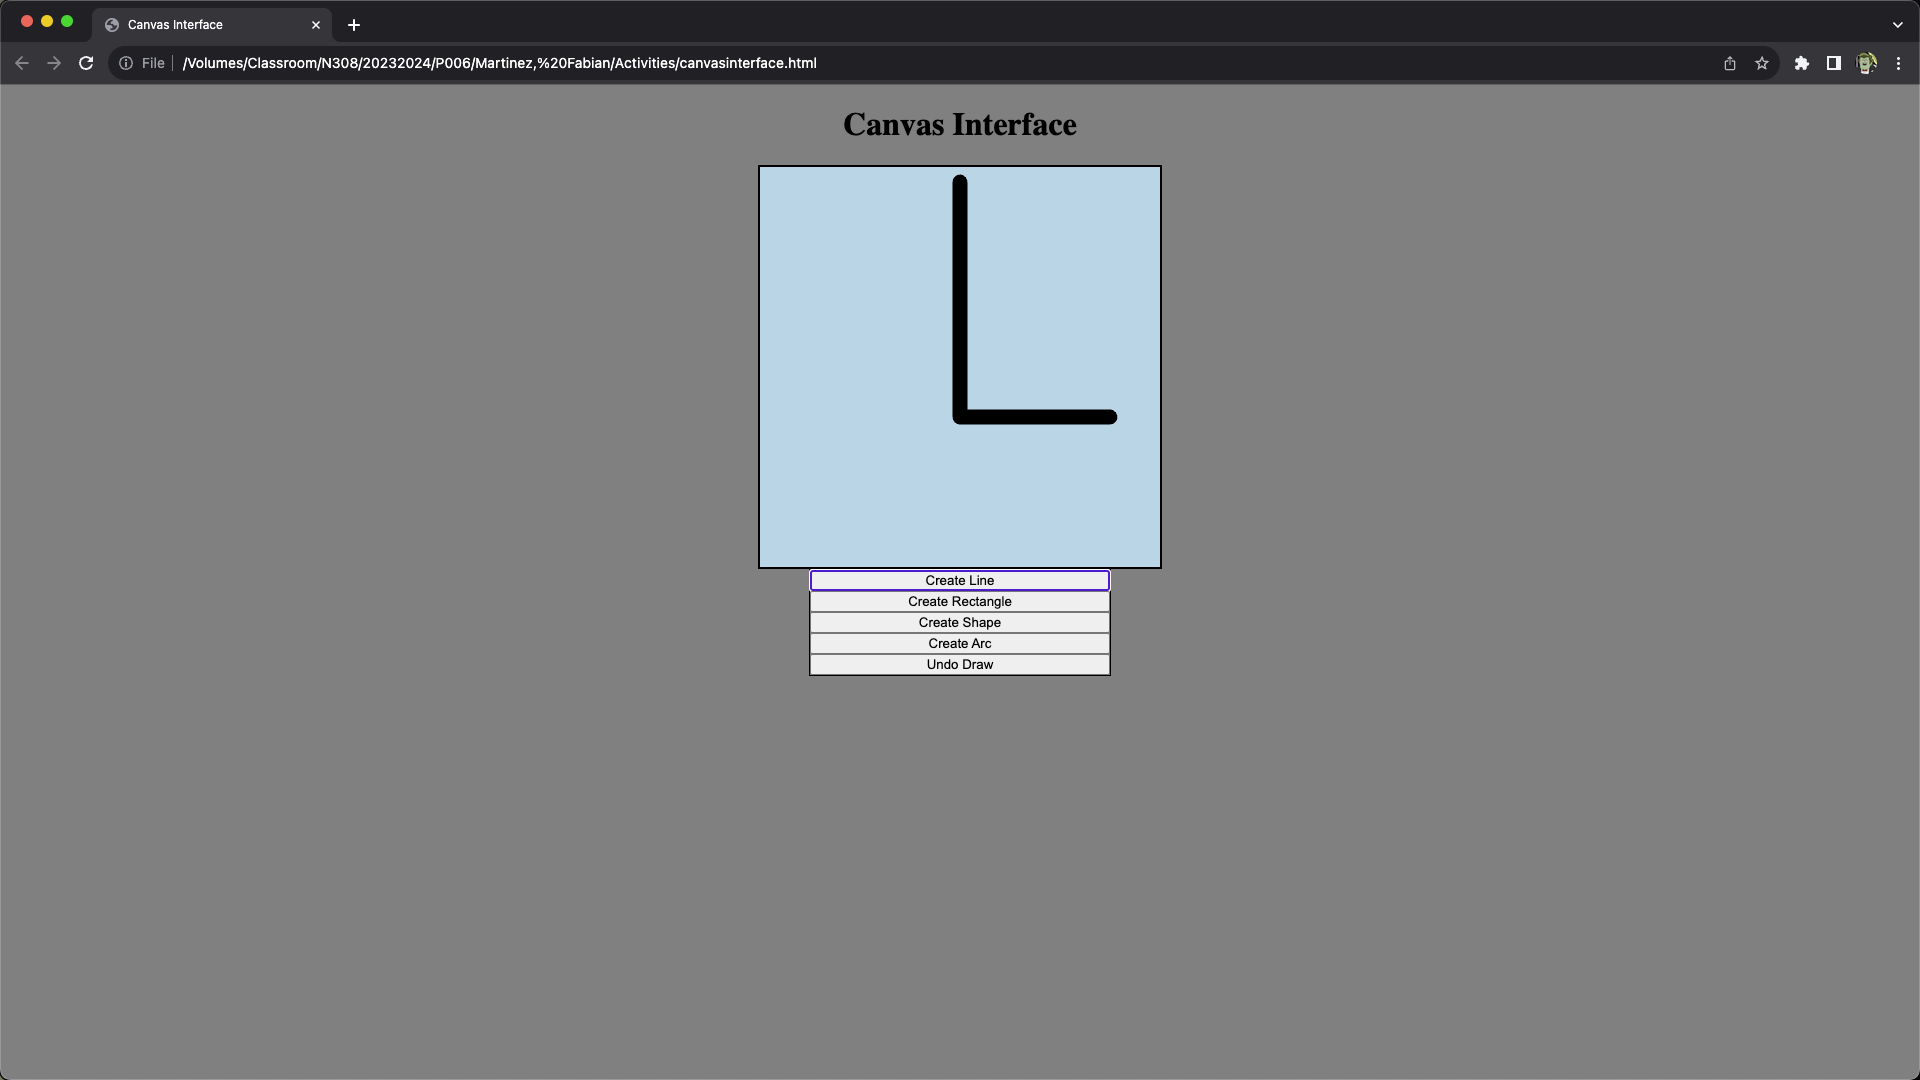 Canvas Interface
File
/Volumes/Classroom/N308/20232024/P006/Martinez,%20Fabian/Activities/canvasinterface.html
Canvas Interface
Create Line
Create Rectangle
Create Shape
Create Arc
Undo Draw